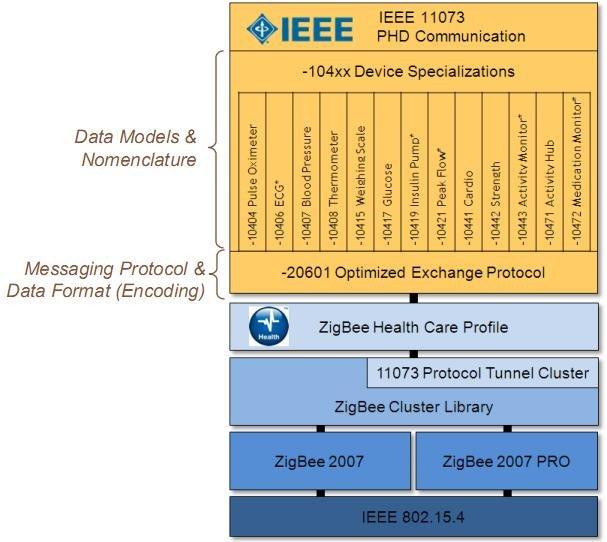 IEEE
IEEE 11073
PHD Communication
-104xx Device Specializations
Data Models &
Nomenclature
-10404 Pulse Oximeter
-10406 ECG*
-10407 Blood Pressure
-10408 Thermometer
-10415 Weighing Scale
-10417 Glucose
-10419 Insulin Pump*
-10421 Peak Flow*
-10441 Cardio
-10442 Strength
-10443 Activity Monitor*
-10471 Activity Hub
-10472 Medication Monitor*
Messaging Protocol &
Data Format (Encoding)
-20601 Optimized Exchange Protocol
Health
ZigBee Health Care Profile
11073 Protocol Tunnel Cluster
ZigBee Cluster Library
ZigBee 2007
ZigBee 2007 PRO
IEEE 802.15.4